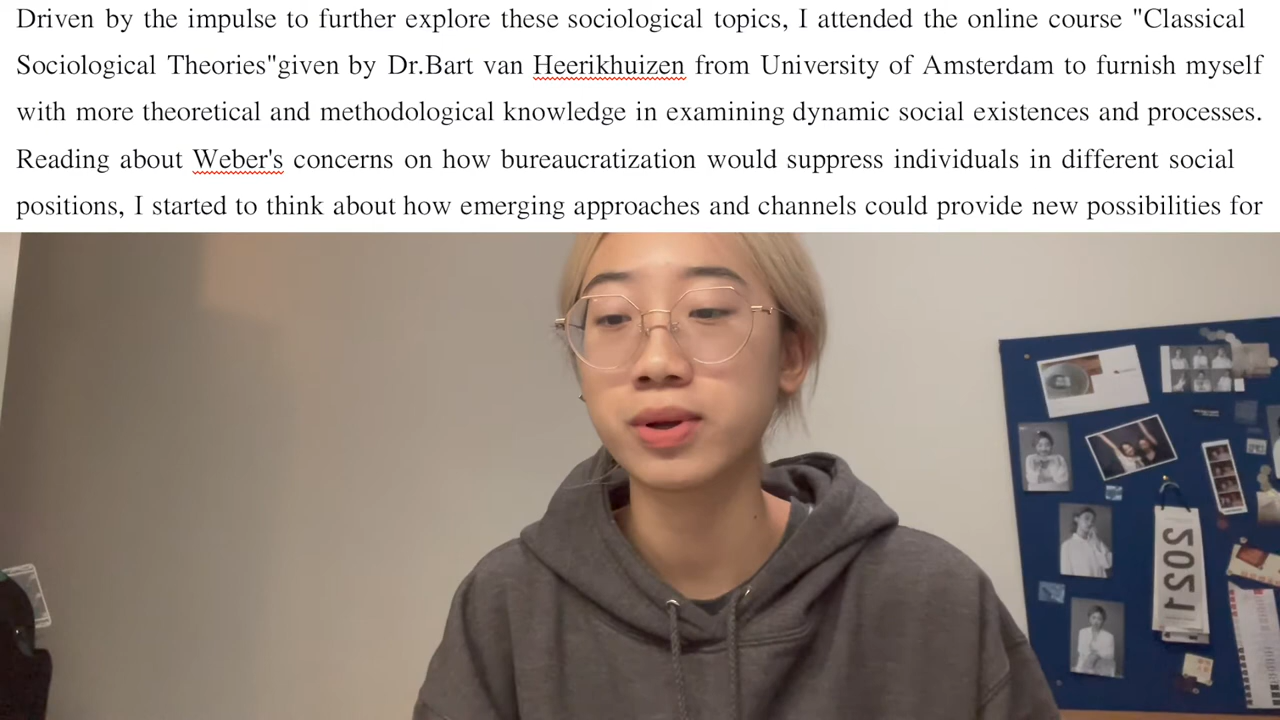 Driven by the impulse to further explore these sociological topics, I attended the online course "Classical
Sociological Theories"given by Dr.Bart van Heerikhuizen from University of Amsterdam to furnish myself
with more theoretical and methodological knowledge in examining dynamic social existences and processes.
Reading about Weber's concerns on how bureaucratization would suppress individuals in different social
positions, I started to think about how emerging approaches and channels could provide new possibilities for
2021